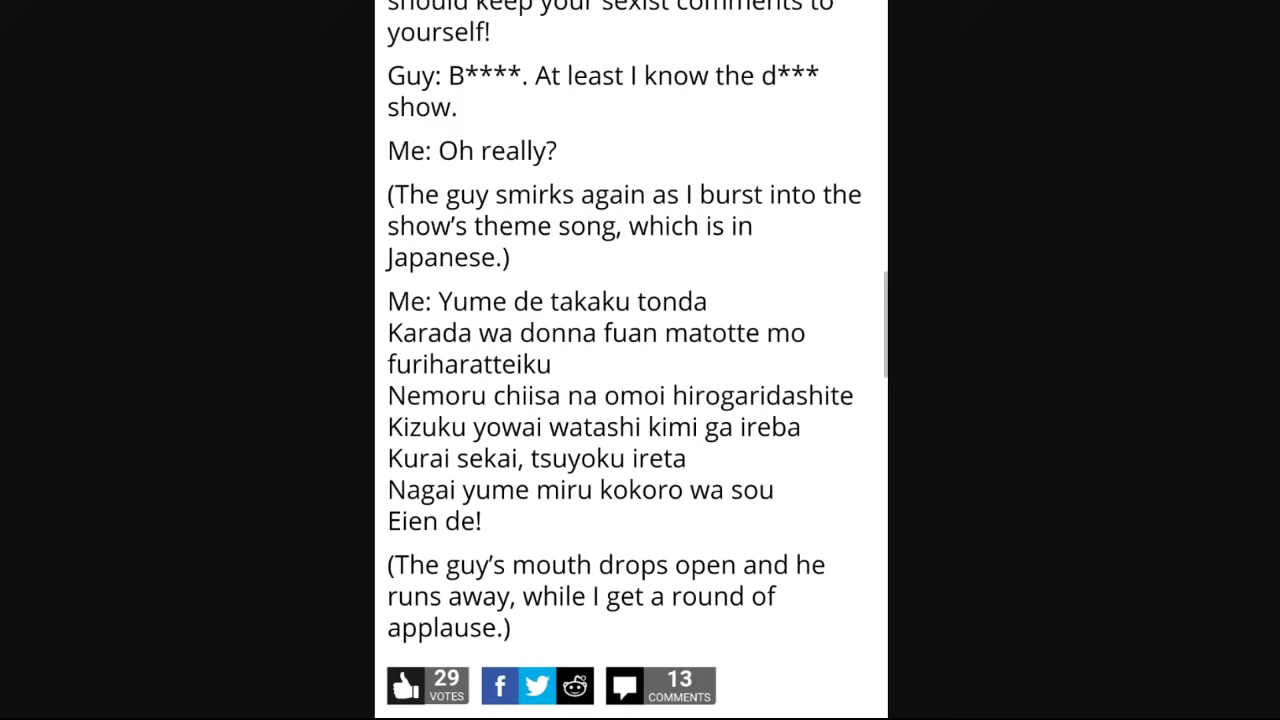 should keep your sexist comments to
yourself!
Guy: B****. At least I know the d***
show.
Me: Oh really?
(The guy smirks again as I burst into the
show’s theme song, which is in
Japanese.)
Me: Yume de takaku tonda
Karada wa donna fuan matotte mo
furiharatteiku
Nemoru chiisa na omoi hirogaridashite
Kizuku yowai watashi kimi ga ireba
Kurai sekai, tsuyoku ireta
Nagai yume miru kokoro wa sou
Eien de!
(The guy’s mouth drops open and he
runs away, while I get a round of
applause.)
29
VOTES
13
COMMENTS